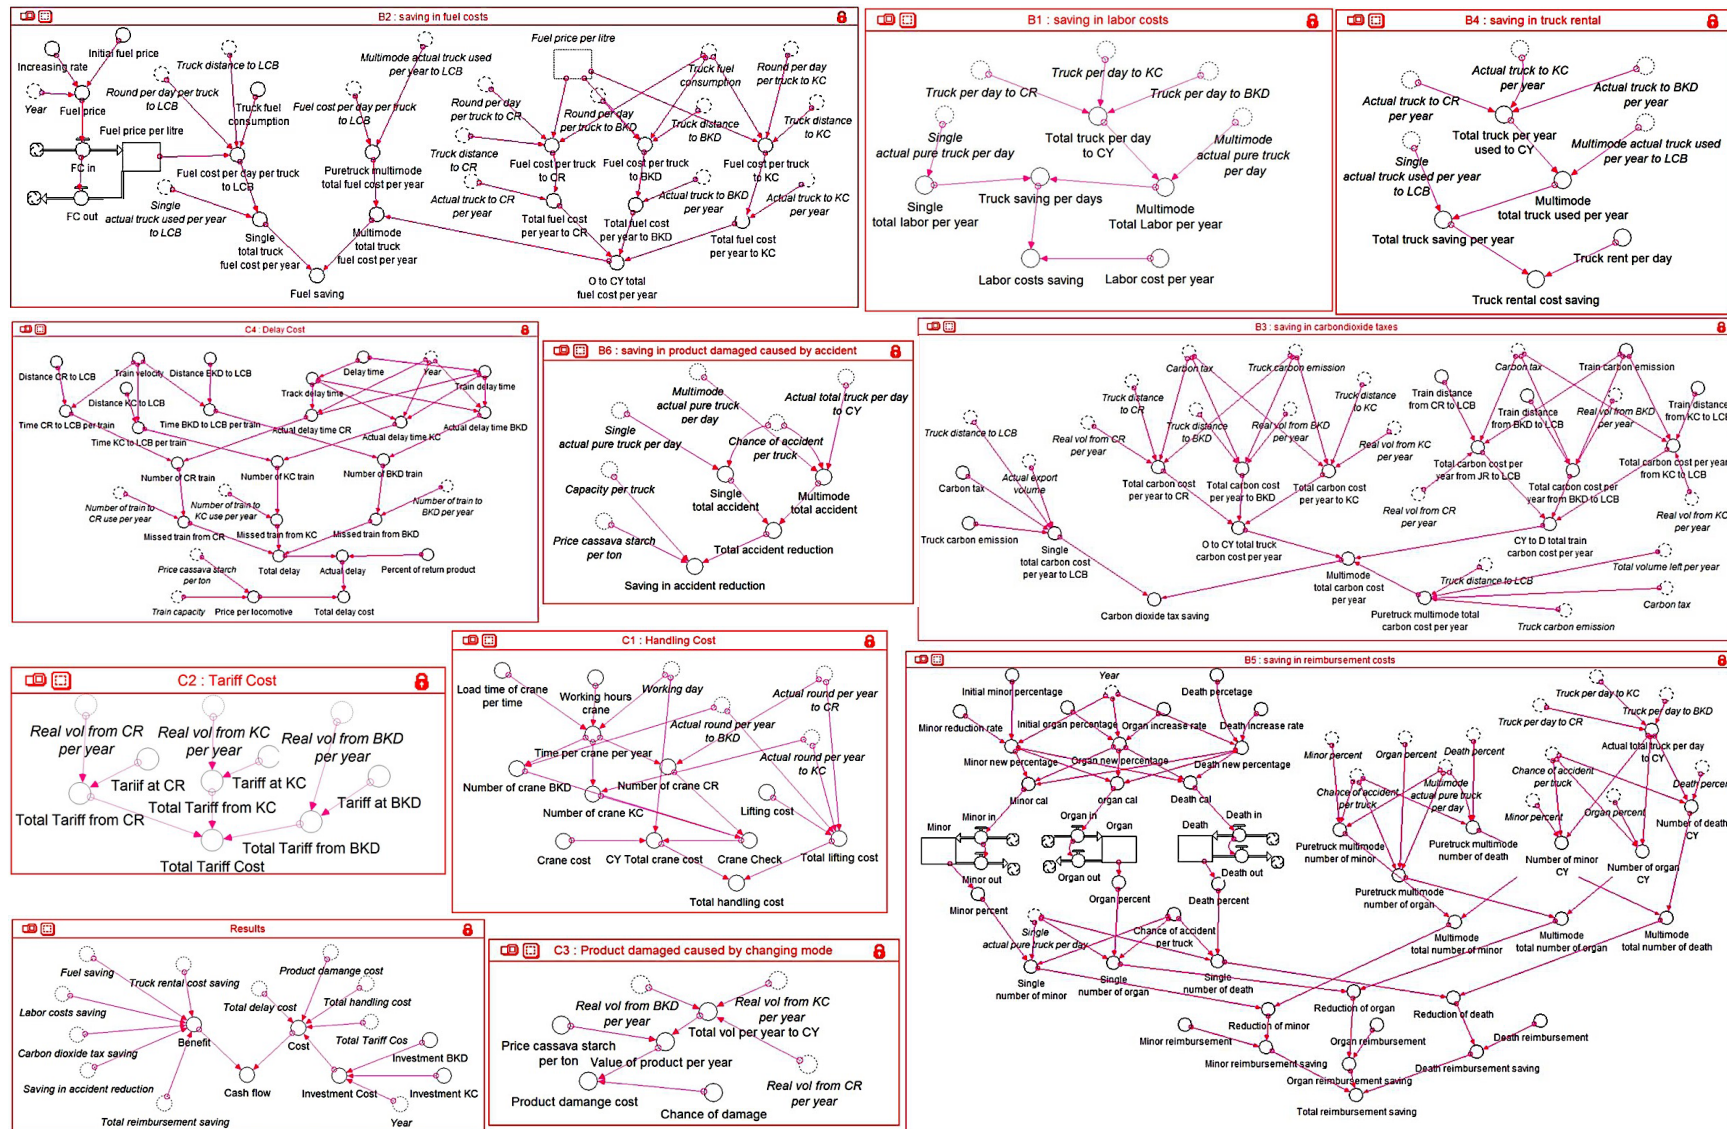 B2 : saving in fuel costs
Initial fuel price
Increasing rate
Year
Fuel price
Fuel price per litre
FC in
FC out
Truck distance to LCB
Round per day per truck
to LCB
Truck fuel
consumption
Fuel cost per day per truck
to LCB
Single
actual truck used per year
to LCB
Single
total truck
fuel cost per year
Multimode actual truck used
per year to LCB
Fuel cost per day per truck
to LCB
Puretruck multimode
total fuel cost per year
Multimode
total truck
fuel cost per year
Fuel saving
Fuel price per litre
Round per day
per truck to CR
Truck distance
to CR
Fuel cost per truck
to CR
Actual truck to CR
per year
Total fuel cost
per year to CR
Round per day
per truck to BKD
Truck fuel
consumption
Truck distance
to BKD
Fuel cost per truck
to BKD
Actual truck to BKD
per year
Total fuel cost
per year to BKD
Round per day
per truck to KC
Truck distance
to KC
Fuel cost per truck
to KC
Actual truck to KC
per year
Total fuel cost
per year to KC
O to CY total
fuel cost per year
B1 : saving in labor costs
Truck per day to KC
Truck per day to CR
Truck per day to BKD
Total truck per day
to CY
Single
actual pure truck per day
Multimode
actual pure truck
per day
Single
total labor per year
Truck saving per days
Multimode
Total Labor per year
Labor costs saving
Labor cost per year
B4 : saving in truck rental
Actual truck to KC
per year
Actual truck to CR
per year
Actual truck to BKD
per year
Total truck per year
used to CY
Single
actual truck used per year
to LCB
Multimode actual truck used
per year to LCB
Multimode
total truck used per year
Total truck saving per year
Truck rent per day
Truck rental cost saving
C4 : Delay Cost
Distance CR to LCB
Train velocity
Distance BKD to LCB
Distance KC to LCB
Time CR to LCB per train
Time KC to LCB per train
Time BKD to LCB per train
Delay time
Year
Track delay time
Train delay time
Actual delay time CR
Actual delay time KC
Actual delay time BKD
Number of CR train
Number of KC train
Number of BKD train
Number of train to
CR use per year
Number of train to
KC use per year
Number of train to
BKD per year
Missed train from CR
Missed train from KC
Missed train from BKD
Price cassava starch
per ton
Total delay
Actual delay
Percent of return product
Train capacity
Price per locomotive
Total delay cost
B6 : saving in product damaged caused by accident
Multimode
actual pure truck
per day
Actual total truck per day
to CY
Single
actual pure truck per day
Chance of accident
per truck
Capacity per truck
Single
total accident
Multimode
total accident
Price cassava starch
per ton
Total accident reduction
Saving in accident reduction
B3 : saving in carbondioxide taxes
Carbon tax
Truck carbon emission
Truck distance
to CR
Truck distance
to KC
Truck distance
to BKD
Real vol from CR
per year
Real vol from BKD
per year
Real vol from KC
per year
Truck distance to LCB
Actual export
volume
Carbon tax
Truck carbon emission
Total carbon cost
per year to CR
Total carbon cost
per year to BKD
Total carbon cost
per year to KC
Single
total carbon cost
per year to LCB
O to CY total truck
carbon cost per year
Carbon tax
Train carbon emission
Train distance
from CR to LCB
Train distance
from BKD to LCB
Real vol from BKD
per year
Train distance
from KC to LCB
Total carbon cost per
year from JR to LCB
Total carbon cost per
year from BKD to LCB
Total carbon cost per year
from KC to LCB
Real vol from CR
per year
Real vol from KC
per year
CY to D total train
carbon cost per year
Multimode
total carbon cost
per year
Truck distance to LCB
Total volume left per year
Carbon tax
Truck carbon emission
Puretruck multimode total
carbon cost per year
Carbon dioxide tax saving
C2 : Tariff Cost
Real vol from CR
per year
Real vol from KC
per year
Real vol from BKD
per year
Tariif at CR
Tariff at KC
Tariff at BKD
Total Tariff from CR
Total Tariff from KC
Total Tariff from BKD
Total Tariff Cost
C1 : Handling Cost
Load time of crane
per time
Working hours
crane
Working day
Actual round per year
to CR
Actual round per year
to BKD
Actual round per year
to KC
Time per crane per year
Number of crane BKD
Number of crane CR
Number of crane KC
Lifting cost
Crane cost
CY Total crane cost
Crane Check
Total lifting cost
Total handling cost
B5 : saving in reimbursement costs
Initial minor percentage
Year
Death percetage
Minor reduction rate
Initial organ percentage
Organ increase rate
Death increase rate
Minor new percentage
Organ new percentage
Death new percentage
Minor cal
organ cal
Death cal
Minor
Minor in
Minor out
Organ in
Organ
Organ out
Death
Death in
Death out
Minor percent
Organ percent
Death percent
Single
actual pure truck per day
Chance of accident
per truck
Single
number of minor
Single
number of organ
Single
number of death
Minor percent
Organ percent
Death percent
Chance of accident
per truck
Multimode
actual pure truck
per day
Puretruck multimode
number of minor
Puretruck multimode
number of death
Puretruck multimode
number of organ
Truck per day to KC
Truck per day to CR
Truck per day to BKD
Actual total truck per day
to CY
Chance of accident
per truck
Death percent
Minor percent
Organ percent
Number of death
CY
Number of minor
CY
Number of organ
CY
Multimode
total number of minor
Multimode
total number of organ
Multimode
total number of death
Reduction of minor
Reduction of organ
Reduction of death
Minor reimbursement
Organ reimbursement
Death reimbursement
Minor reimbursement saving
Organ reimbursement saving
Death reimbursement saving
Total reimbursement saving
Results
Fuel saving
Truck rental cost saving
Labor costs saving
Carbon dioxide tax saving
Saving in accident reduction
Total reimbursement saving
Benefit
Product damange cost
Total delay cost
Total handling cost
Total Tariff Cos
Cost
Cash flow
Investment Cost
Investment BKD
Investment KC
Year
C3 : Product damaged caused by changing mode
Real vol from BKD
per year
Real vol from KC
per year
Total vol per year to CY
Price cassava starch
per ton
Value of product per year
Real vol from CR
per year
Product damange cost
Chance of damage